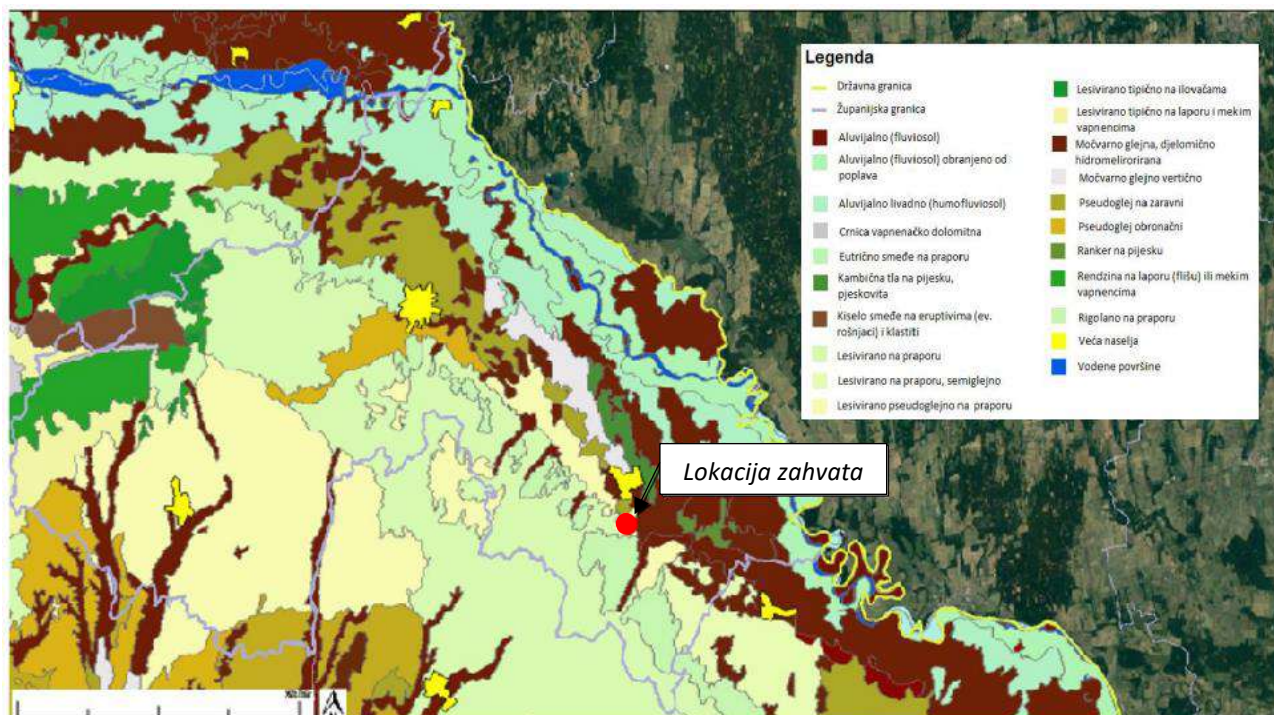 Legenda
Državna granica
Županijska granica
Aluvijalno (fluviosol)
Aluvijalno (fluviosol) obranjeno od
poplava
Aluvijalno livadno (humofluviosol)
Crnica vapnenačko dolomitna
Eutrično smeđe na praporu
Kambična tla na pijesku,
pjeskovita
Kiselo smeđe na eruptivima (ev.
rošnjaci) i klastiti
Lesivirano na praporu
Lesivirano na praporu, semiglejno
Lesivirano pseudoglejno na praporu
Lesivirano tipično na ilovačama
Lesivirano tipično na laporu i mekim
vapnencima
Močvarno glejna, djelomično
hidromelirorirana
Močvarno glejno vertično
Pseudoglej na zaravni
Pseudoglej obronačni
Ranker na pijesku
Rendzina na laporu (flišu) ili mekim
vapnencima
Rigolano na praporu
Veća naselja
Vodene površine
Lokacija zahvata